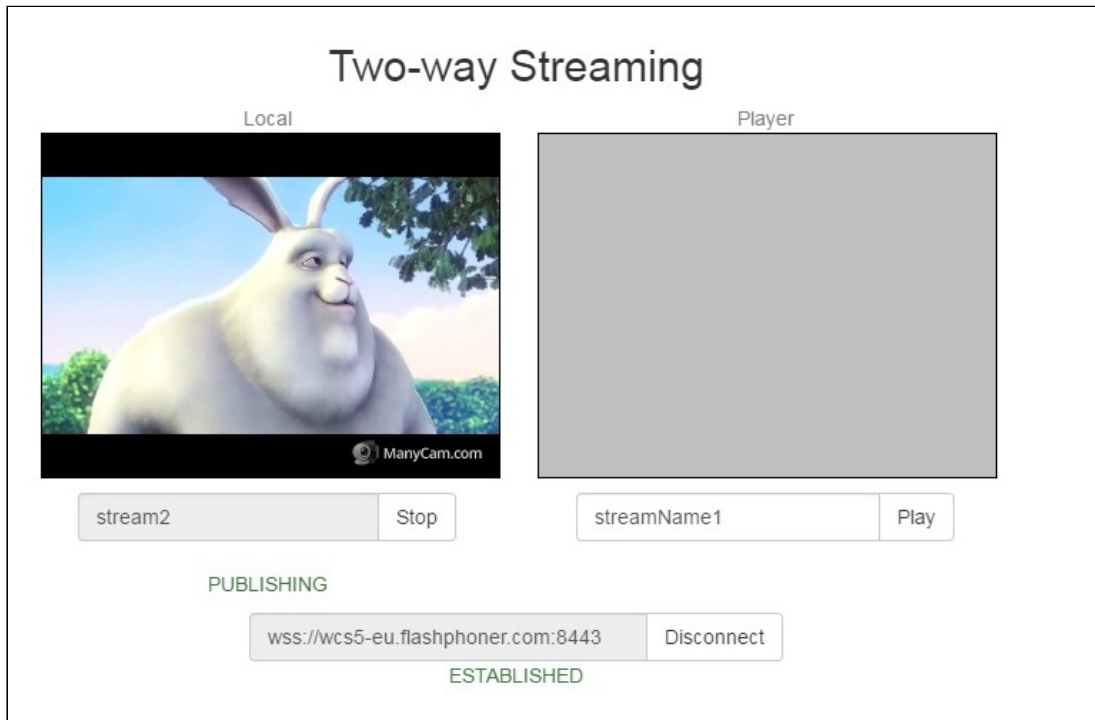 Two-way Streaming
Local
Player
ManyCam.com
stream2
Stop
streamName1
Play
PUBLISHING
wss://wcs5-eu.flashphoner.com:8443
Disconnect
ESTABLISHED